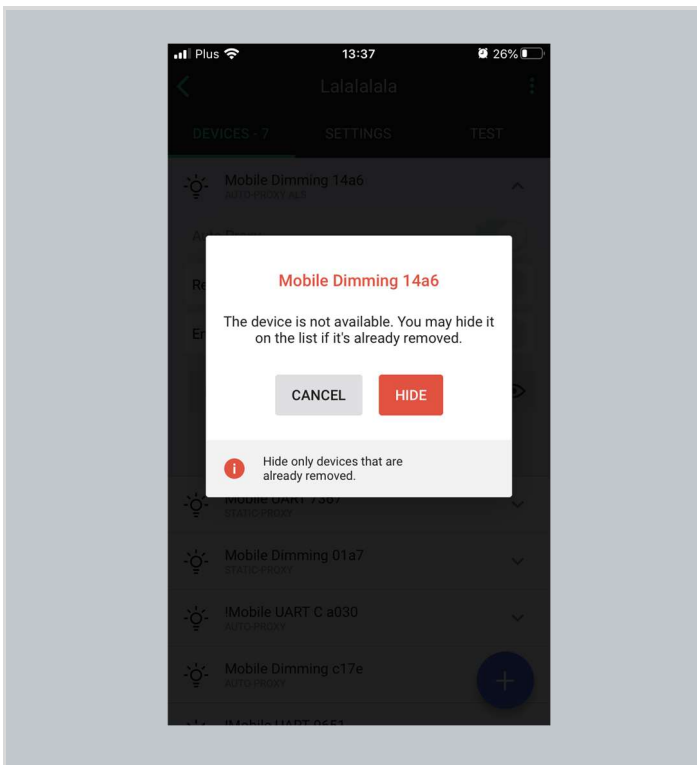 Plus 13:37 26%
Lalalalala
DEVICES - 7 SETTINGS TEST
Mobile Dimming 14a6
AUTO-PROXY ALS
Mobile Dimming 14a6
The device is not available. You may hide it
on the list if it's already removed.
CANCEL HIDE
Hide only devices that are
already removed.
Mobile UART 7367
STATIC-PROXY
Mobile Dimming 01a7
STATIC-PROXY
!Mobile UART C a030
AUTO-PROXY
Mobile Dimming c17e
AUTO-PROXY